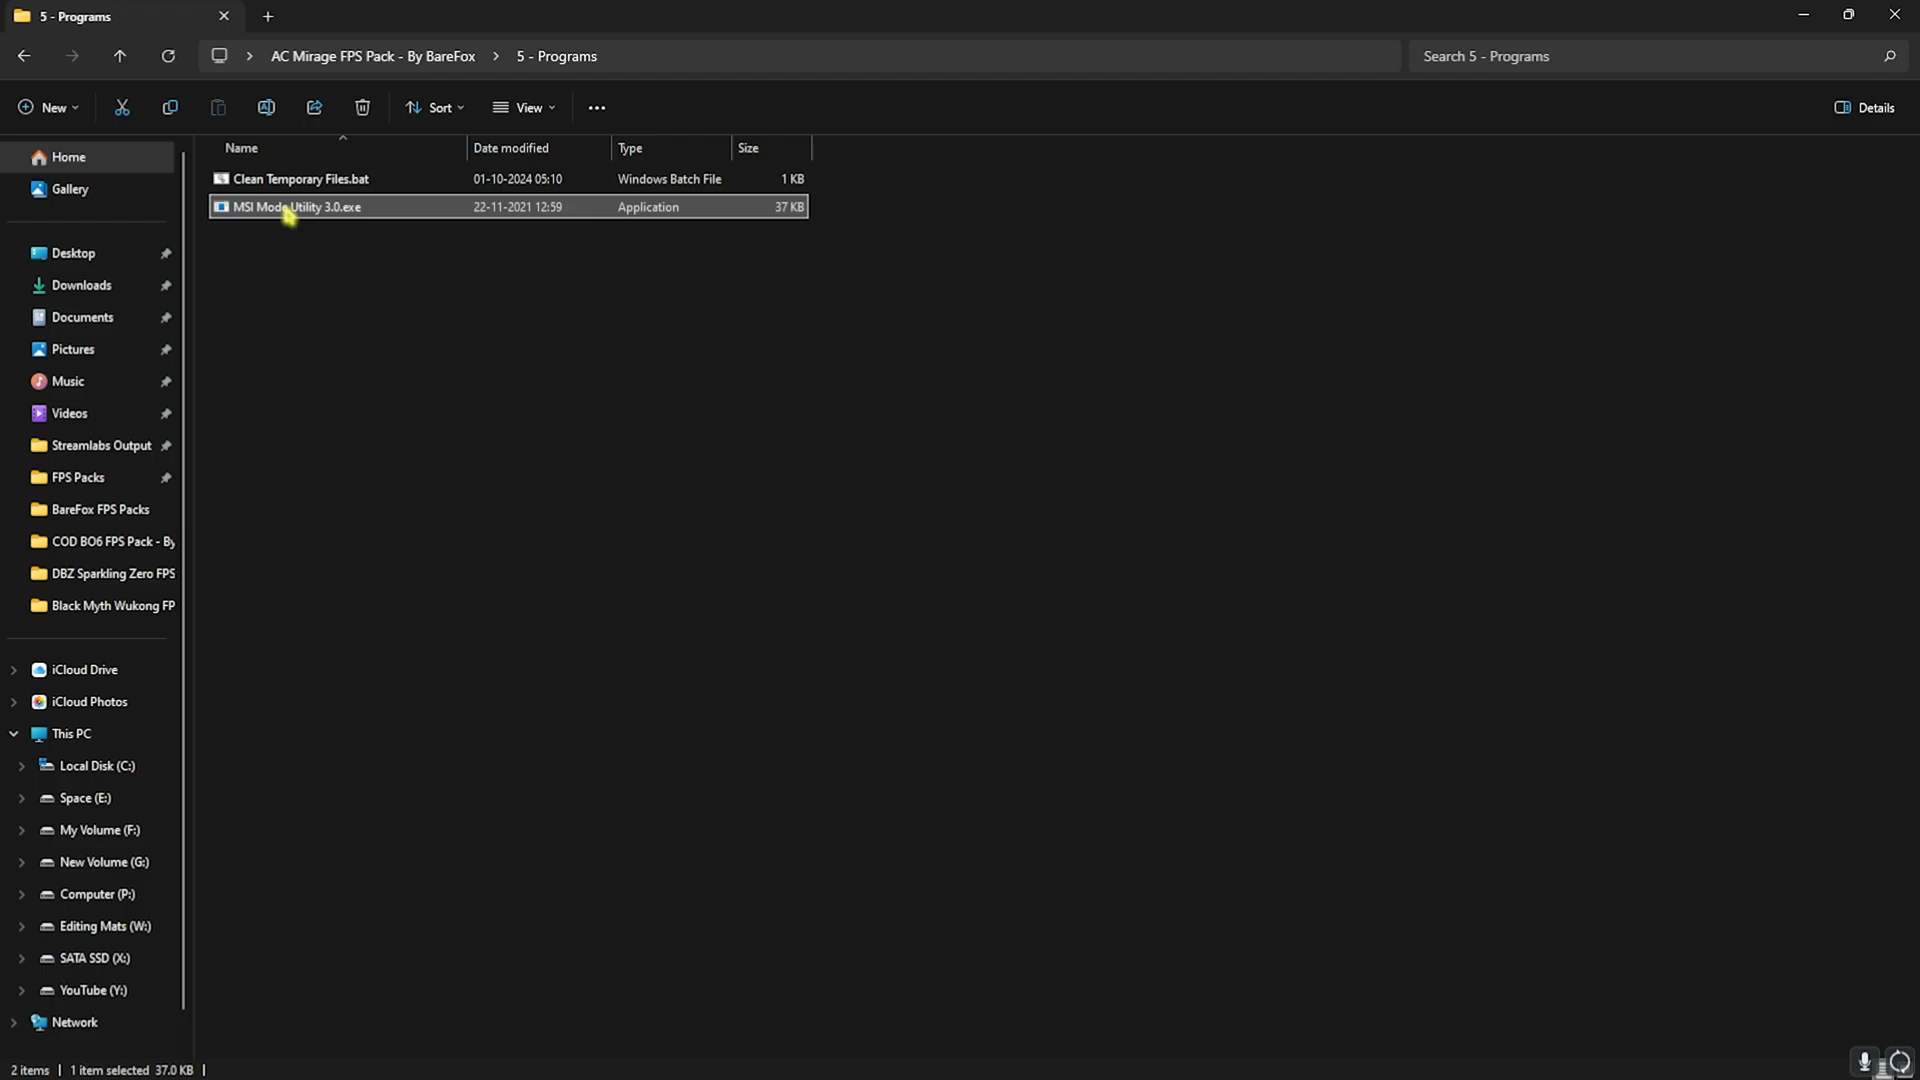 5 - Programs
AC Mirage FPS Pack - By BareFox > 5 - Programs
Search 5 - Programs
New
Sort
View
Details
Name Date modified Type Size
Clean Temporary Files.bat 01-10-2024 05:10 Windows Batch File 1 KB
MSI Mode Utility 3.0.exe 22-11-2021 12:59 Application 37 KB
Home
Gallery
Desktop
Downloads
Documents
Pictures
Music
Videos
Streamlabs Output
FPS Packs
BareFox FPS Packs
COD BO6 FPS Pack - By
DBZ Sparkling Zero FPS
Black Myth Wukong FP
iCloud Drive
iCloud Photos
This PC
Local Disk (C:)
Space (E:)
My Volume (F:)
New Volume (G:)
Computer (P:)
Editing Mats (W:)
SATA SSD (X:)
YouTube (Y:)
Network
2 items | 1 item selected 37.0 KB |